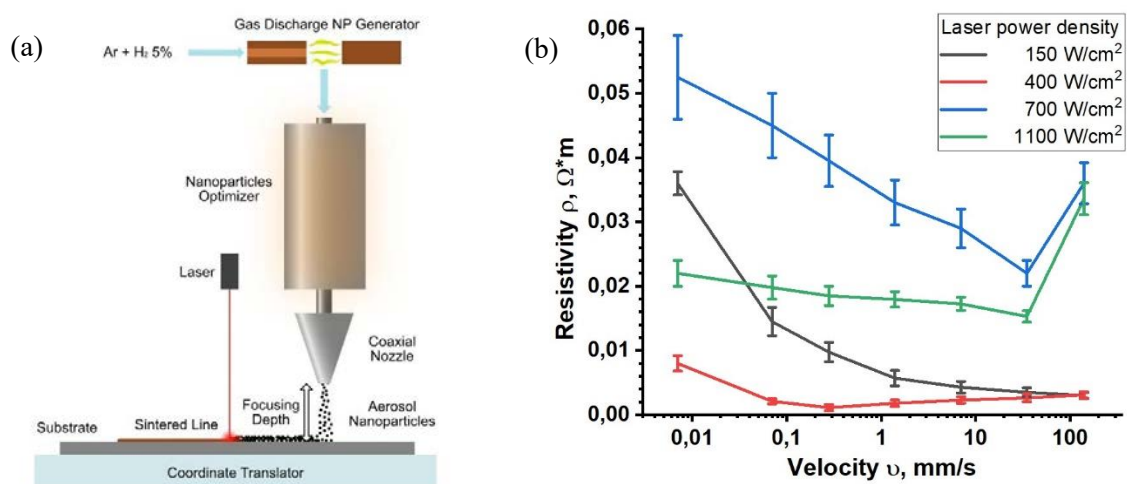 (a)
Gas Discharge NP Generator
Ar + H₂ 5%
Nanoparticles
Optimizer
Laser
Coaxial
Nozzle
Focusing
Depth
Aerosol
Nanoparticles
Substrate
Sintered Line
Coordinate Translator
(b)
Laser power density
150 W/cm²
400 W/cm²
700 W/cm²
1100 W/cm²
Resistivity ρ, Ω*m
0,06
0,05
0,04
0,03
0,02
0,01
0,00
0,01
0,1
1
10
100
Velocity υ, mm/s